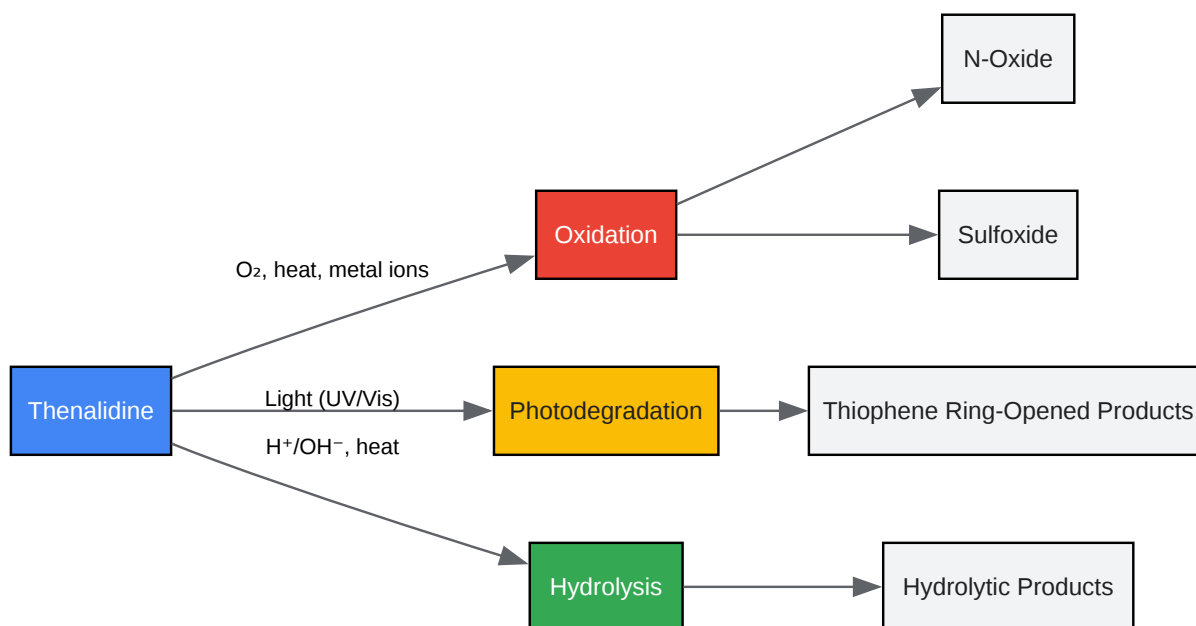 N-Oxide
Oxidation
Sulfoxide
O₂, heat, metal ions
Thenalidine
Light (UV/Vis)
Photodegradation
Thiophene Ring-Opened Products
H⁺/OH⁻, heat
Hydrolysis
Hydrolytic Products